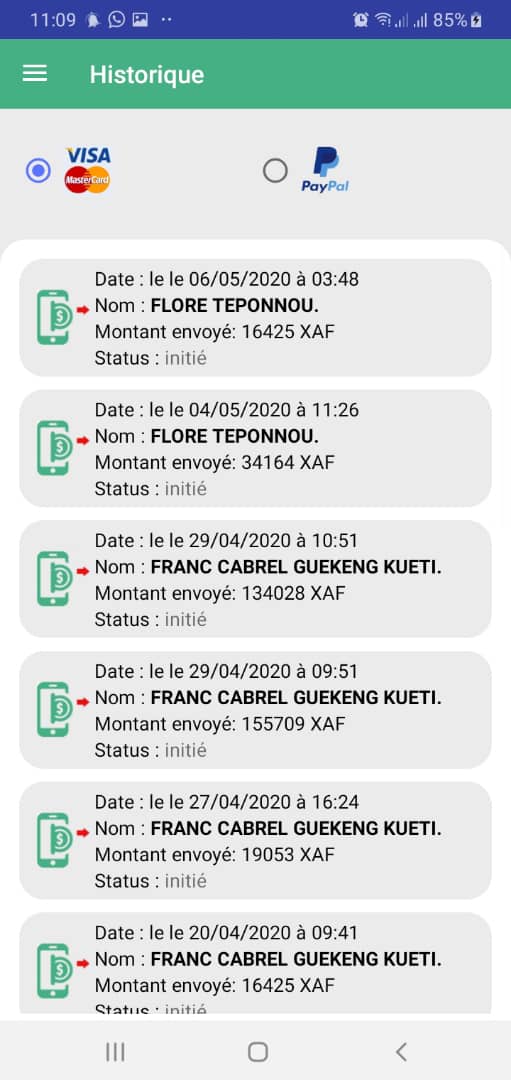 11:09 85%
Historique
VISA
MasterCard
PayPal
Date : le le 06/05/2020 à 03:48
Nom : FLORE TEPONNOU.
Montant envoyé: 16425 XAF
Status : initié
Date : le le 04/05/2020 à 11:26
Nom : FLORE TEPONNOU.
Montant envoyé: 34164 XAF
Status : initié
Date : le le 29/04/2020 à 10:51
Nom : FRANC CABREL GUEKENG KUETI.
Montant envoyé: 134028 XAF
Status : initié
Date : le le 29/04/2020 à 09:51
Nom : FRANC CABREL GUEKENG KUETI.
Montant envoyé: 155709 XAF
Status : initié
Date : le le 27/04/2020 à 16:24
Nom : FRANC CABREL GUEKENG KUETI.
Montant envoyé: 19053 XAF
Status : initié
Date : le le 20/04/2020 à 09:41
Nom : FRANC CABREL GUEKENG KUETI.
Montant envoyé: 16425 XAF
Status : initié